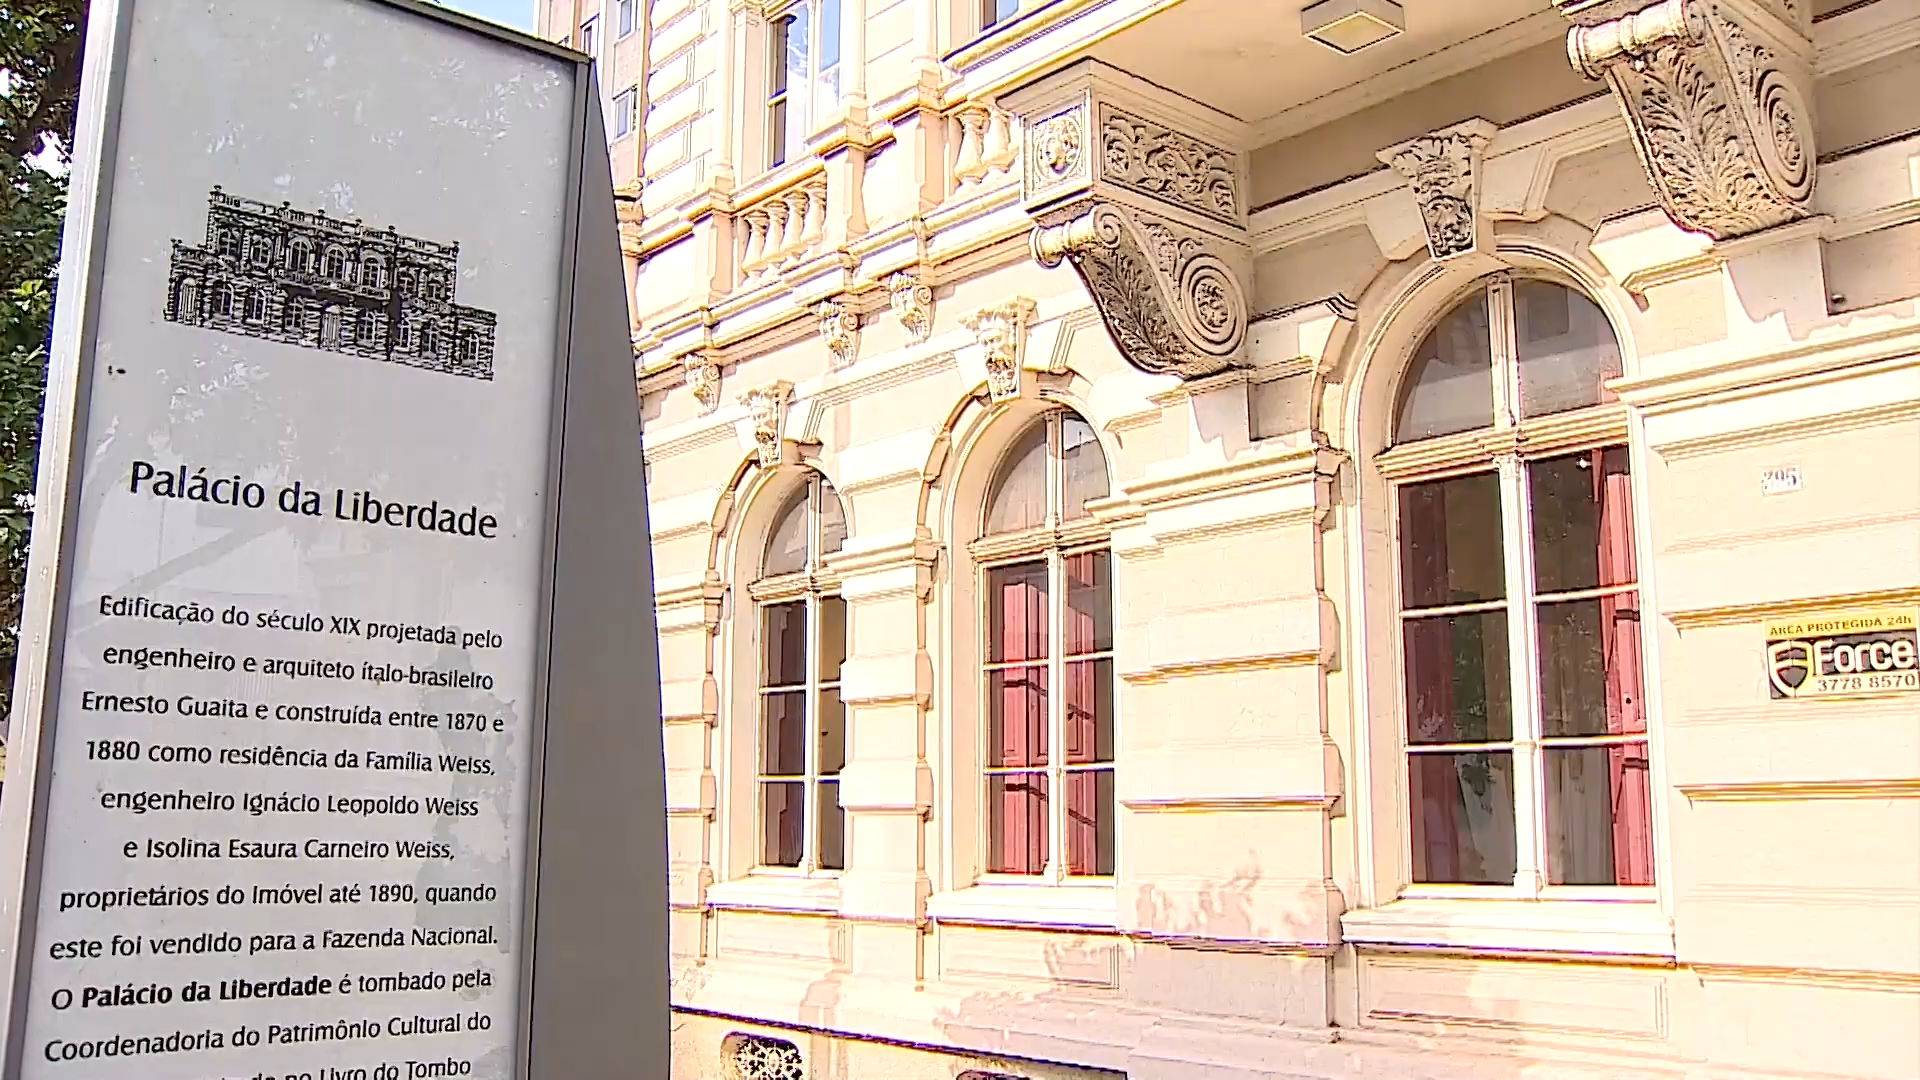 Palácio da Liberdade
Edificação do século XIX projetada pelo
engenheiro e arquiteto ítalo-brasileiro
Ernesto Guaita e construída entre 1870 e
1880 como residência da Família Weiss,
engenheiro Ignácio Leopoldo Weiss
e Isolina Esaura Carneiro Weiss,
proprietários do Imóvel até 1890, quando
este foi vendido para a Fazenda Nacional.
O Palácio da Liberdade é tombado pela
Coordenadoria do Patrimônio Cultural do
no Livro do Tombo
395
ÁREA PROTEGIDA 24h
Force
3778 8570